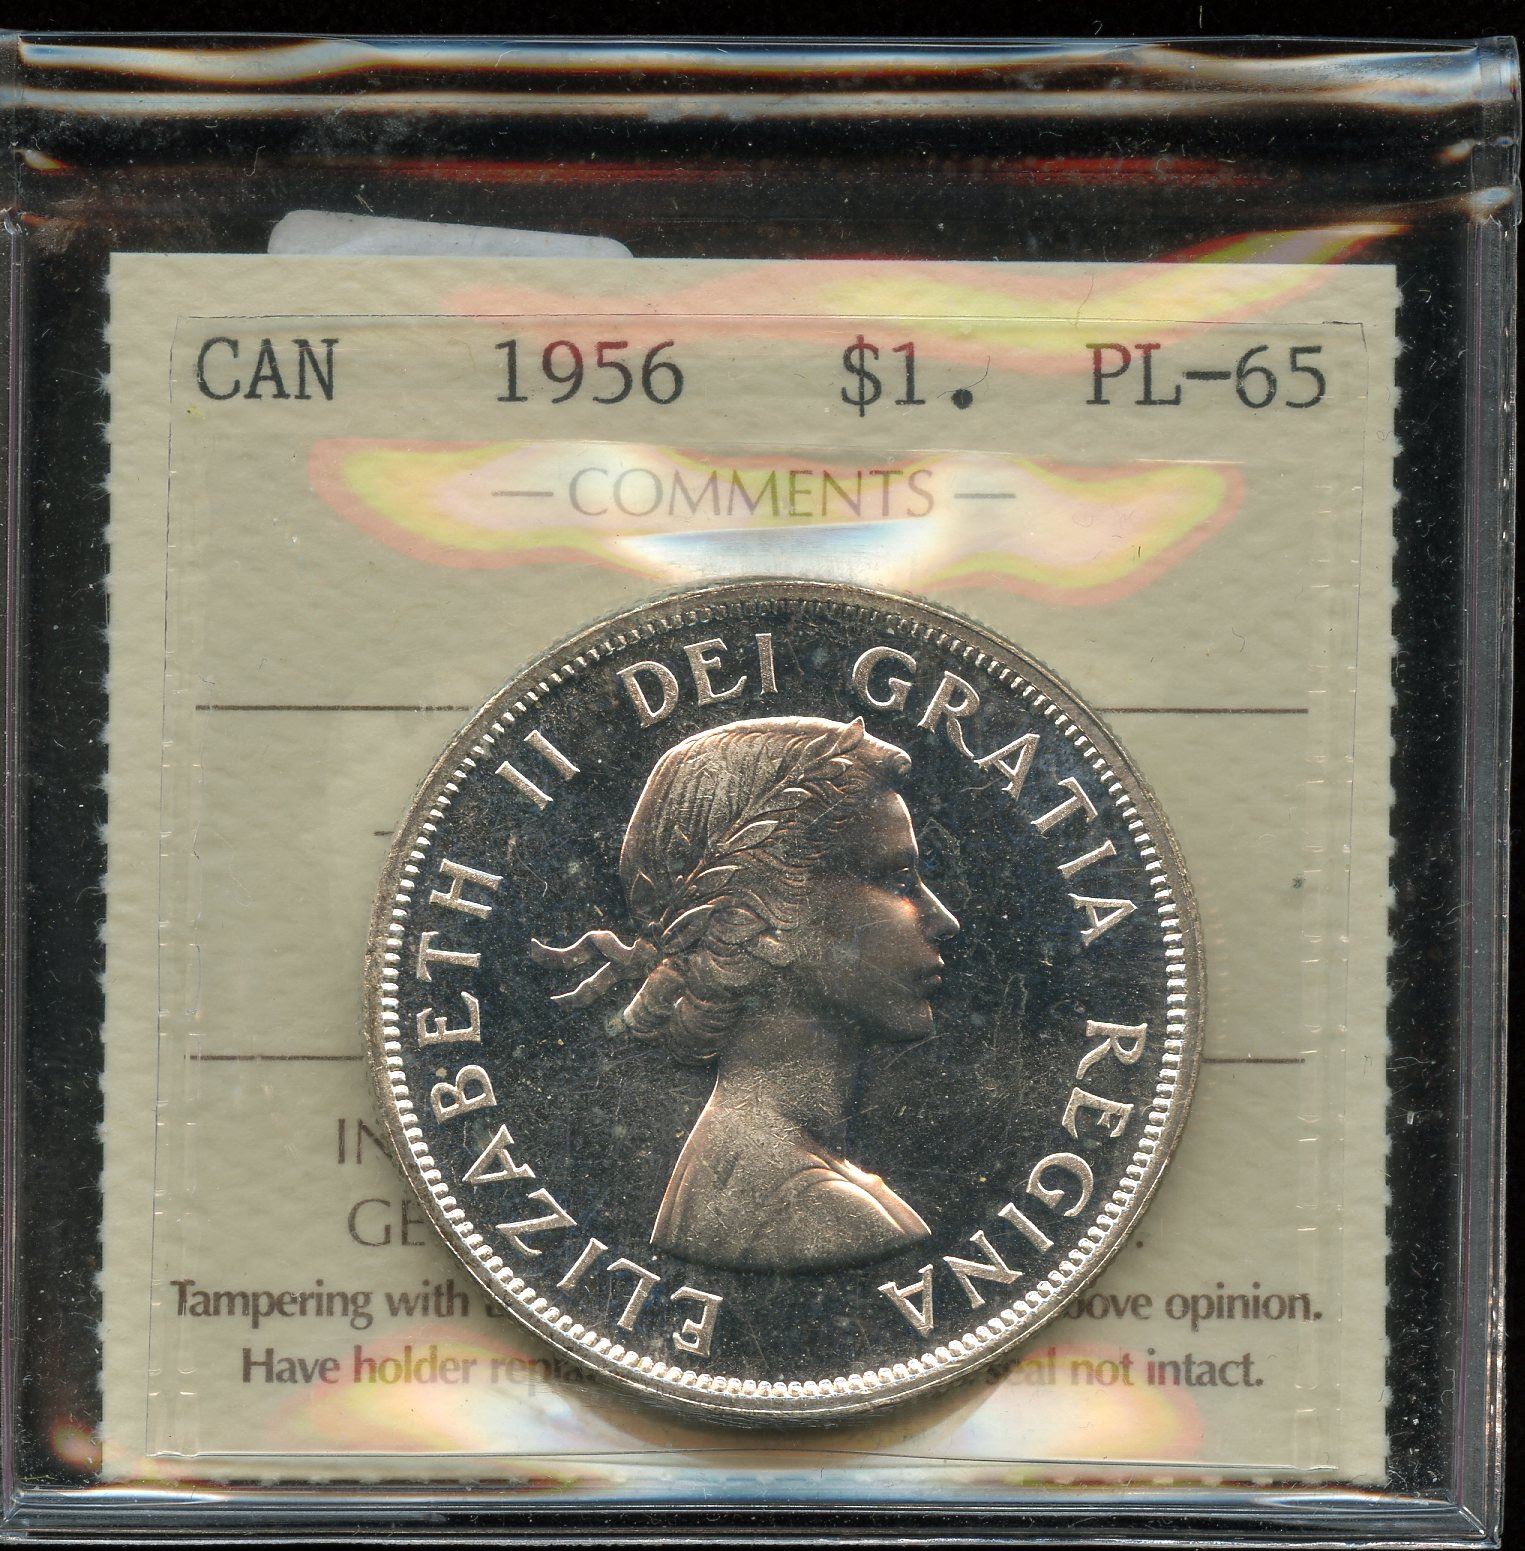 CAN 1956 $1. PL-65
— COMMENTS —
ELIZABETH II DEI GRATIA REGINA
IN
GE
Tampering with ove opinion.
Have holder seal not intact.